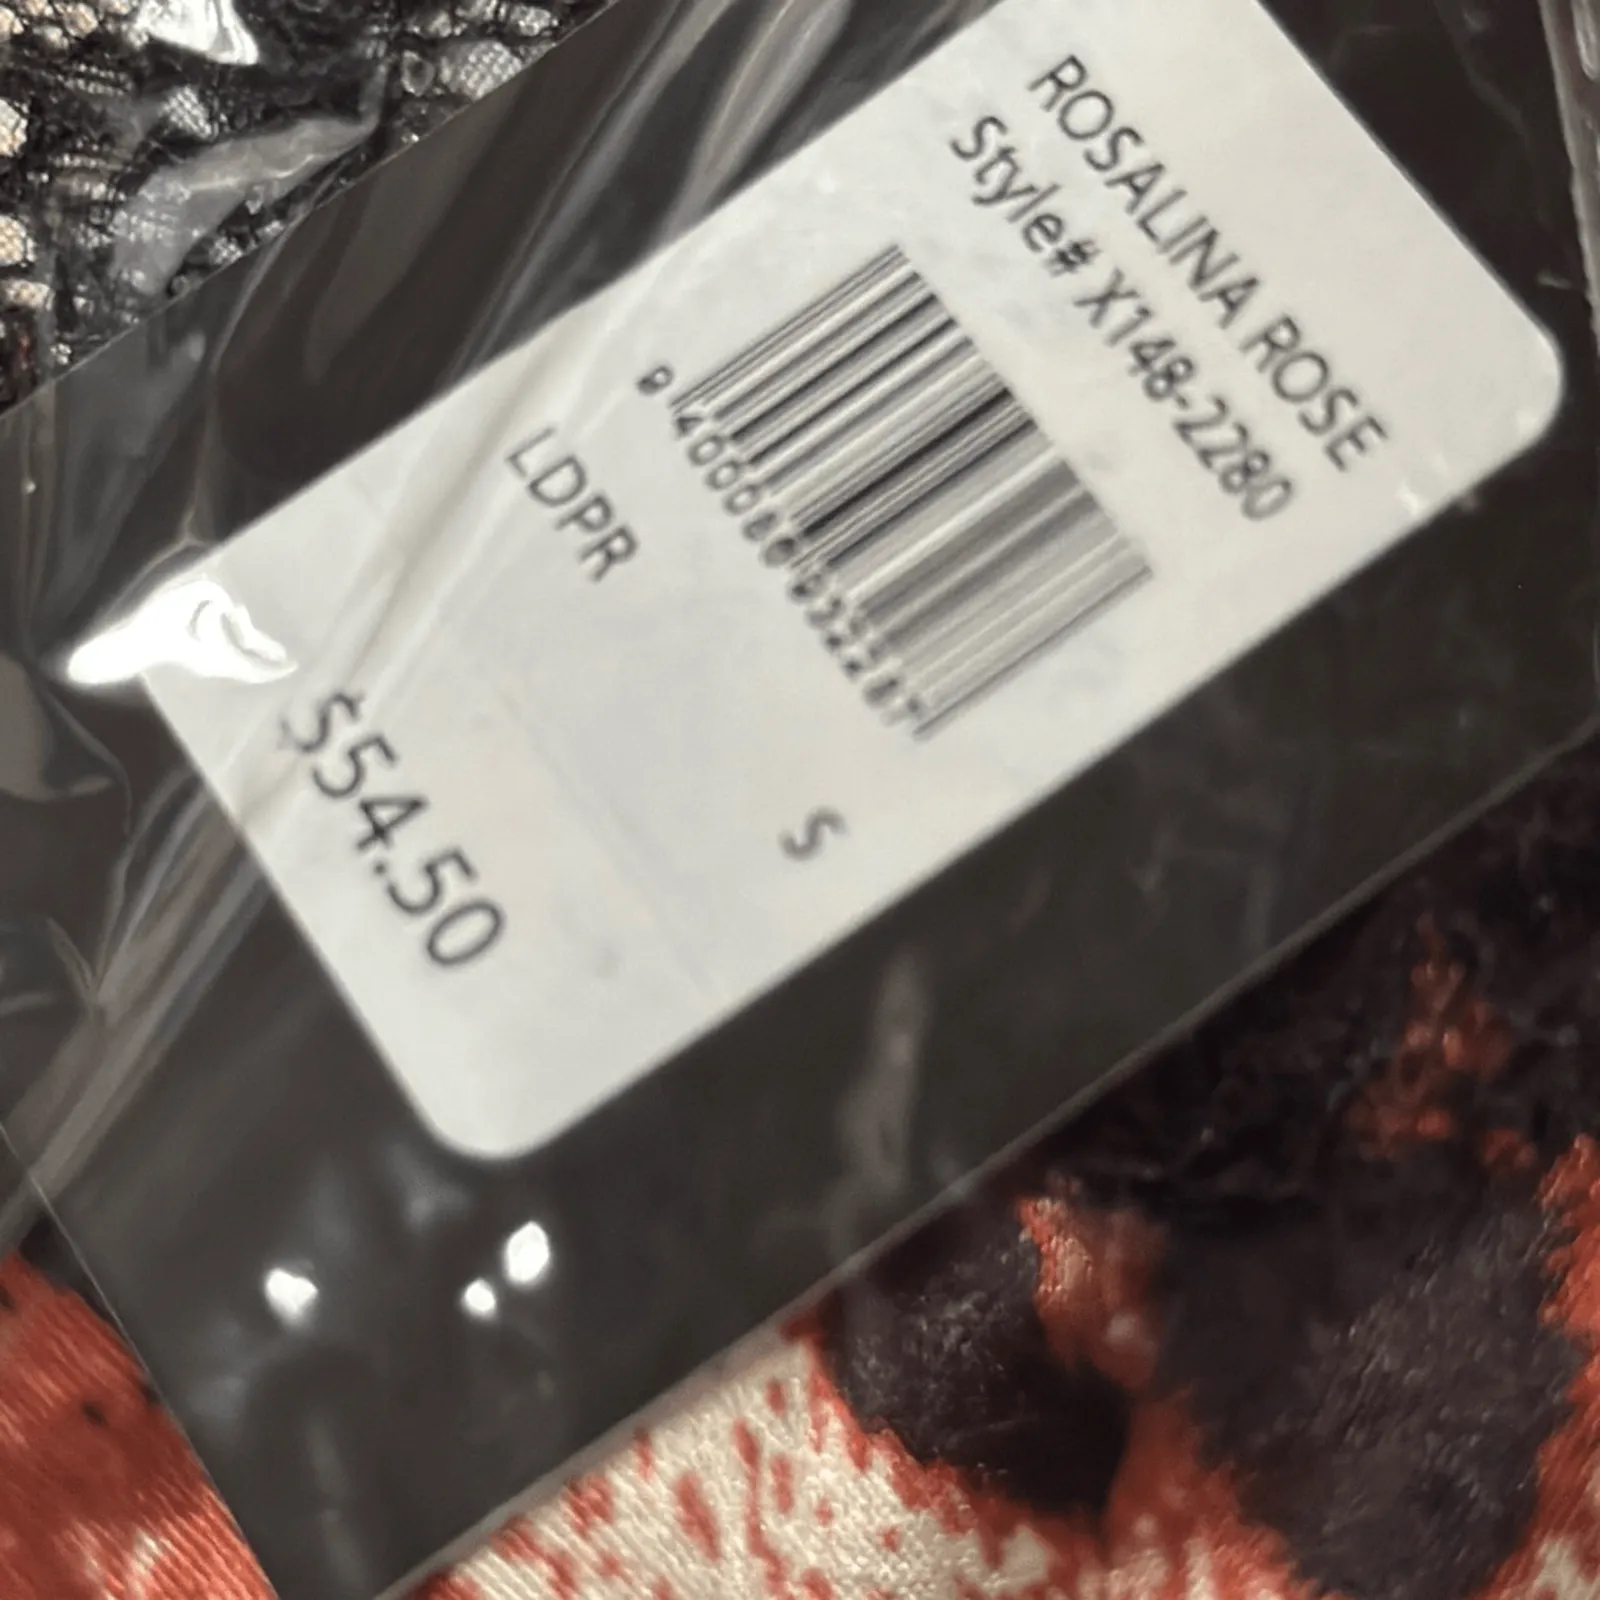 ROSALINA ROSE
Style# X148-2280
LDPR
S
$54.50